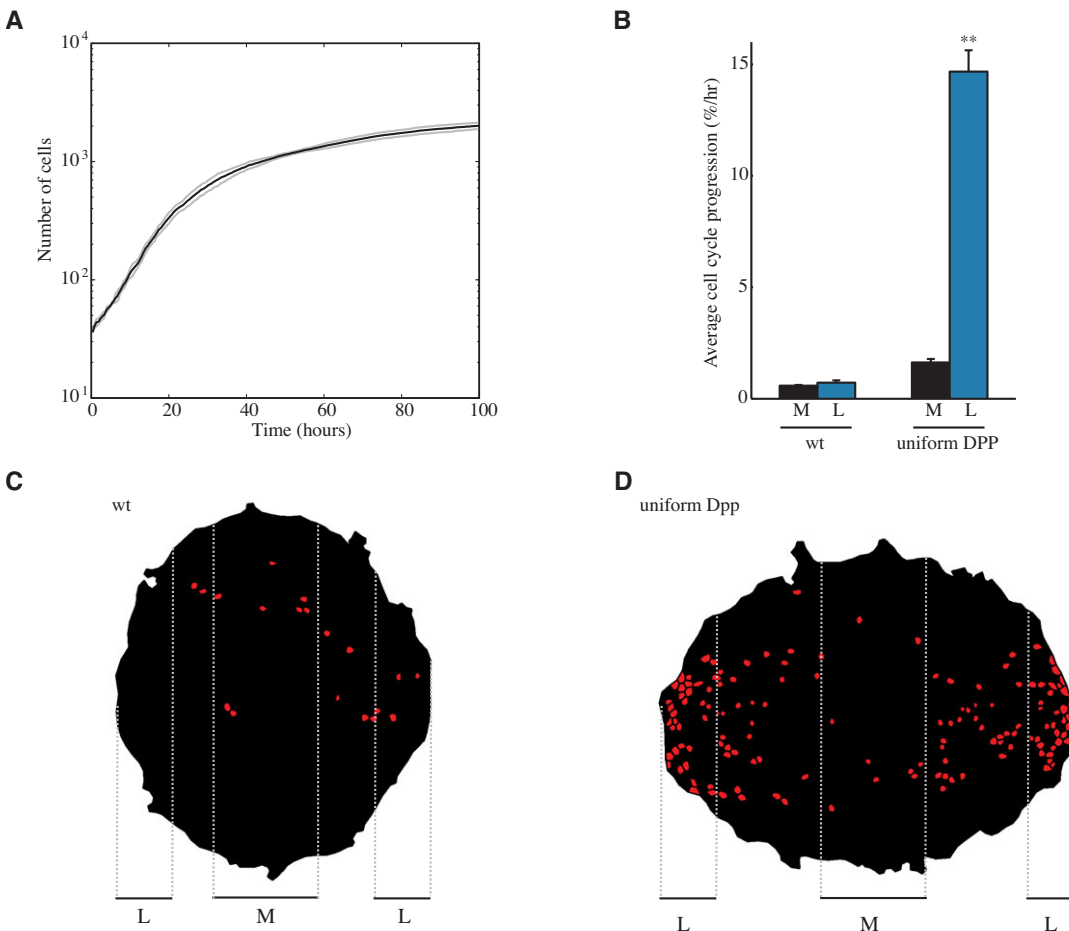 A
10^4
10^3
10^2
10^1
Number of cells
0 20 40 60 80 100
Time (hours)
B
**
15
10
5
0
Average cell cycle progression (%/hr)
M L M L
wt uniform DPP
C
wt
L M L
D
uniform Dpp
L M L